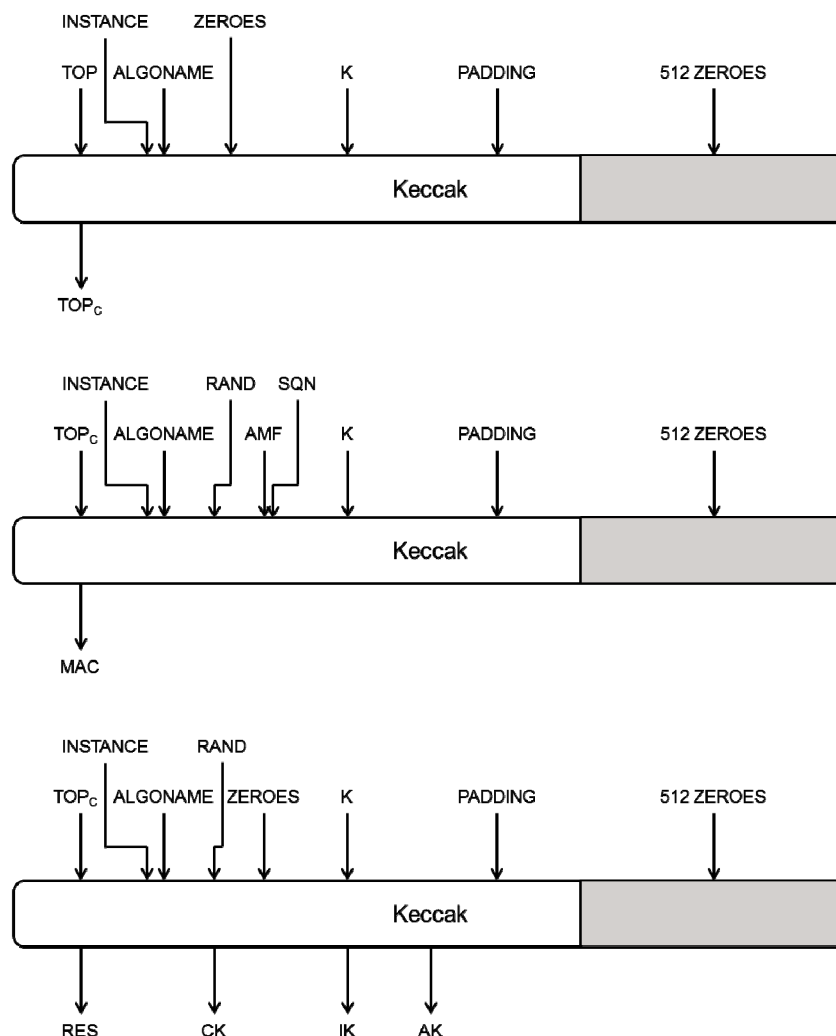 INSTANCE ZEROES
TOP ALGONAME K PADDING 512 ZEROES
Keccak
TOPC
INSTANCE RAND SQN
TOPC ALGONAME AMF K PADDING 512 ZEROES
Keccak
MAC
INSTANCE RAND
TOPC ALGONAME ZEROES K PADDING 512 ZEROES
Keccak
RES CK IK AK